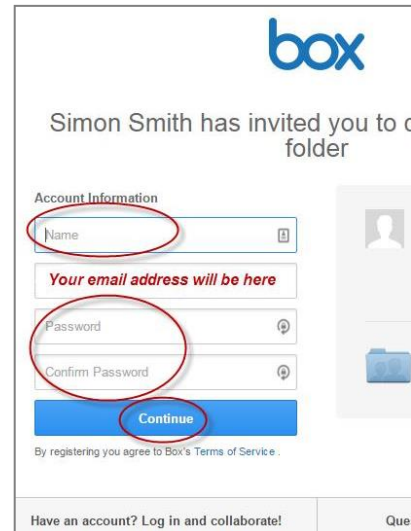 box
Simon Smith has invited you to
folder
Account Information
Name
Your email address will be here
Password
Confirm Password
Continue
By registering you agree to Box's Terms of Service .
Have an account? Log in and collaborate!